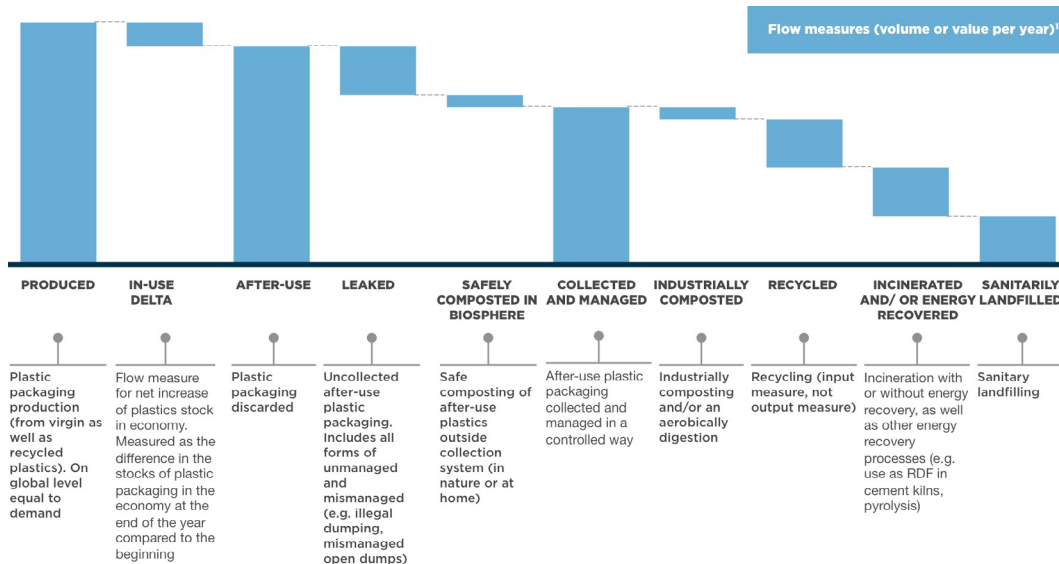 Flow measures (volume or value per year)¹
PRODUCED
IN-USE
DELTA
AFTER-USE
LEAKED
SAFELY
COMPOSTED IN
BIOSPHERE
COLLECTED
AND MANAGED
INDUSTRIALLY
COMPOSTED
RECYCLED
INCINERATED
AND/ OR ENERGY
RECOVERED
SANITARILY
LANDFILLED
Plastic
packaging
production
(from virgin as
well as
recycled
plastics). On
global level
equal to
demand
Flow measure
for net increase
of plastics stock
in economy.
Measured as the
difference in the
stocks of plastic
packaging in the
economy at the
end of the year
compared to the
beginning
Plastic
packaging
discarded
Uncollected
after-use
plastic
packaging.
Includes all
forms of
unmanaged
and
mismanaged
(e.g. illegal
dumping,
mismanaged
open dumps)
Safe
composting of
after-use
plastics
outside
collection
system (in
nature or at
home)
After-use plastic
packaging
collected and
managed in a
controlled way
Industrially
composting
and/or an
aerobically
digestion
Recycling (input
measure, not
output measure)
Incineration with
or without energy
recovery, as well
as other energy
recovery
processes (e.g.
use as RDF in
cement kilns,
pyrolysis)
Sanitary
landfilling